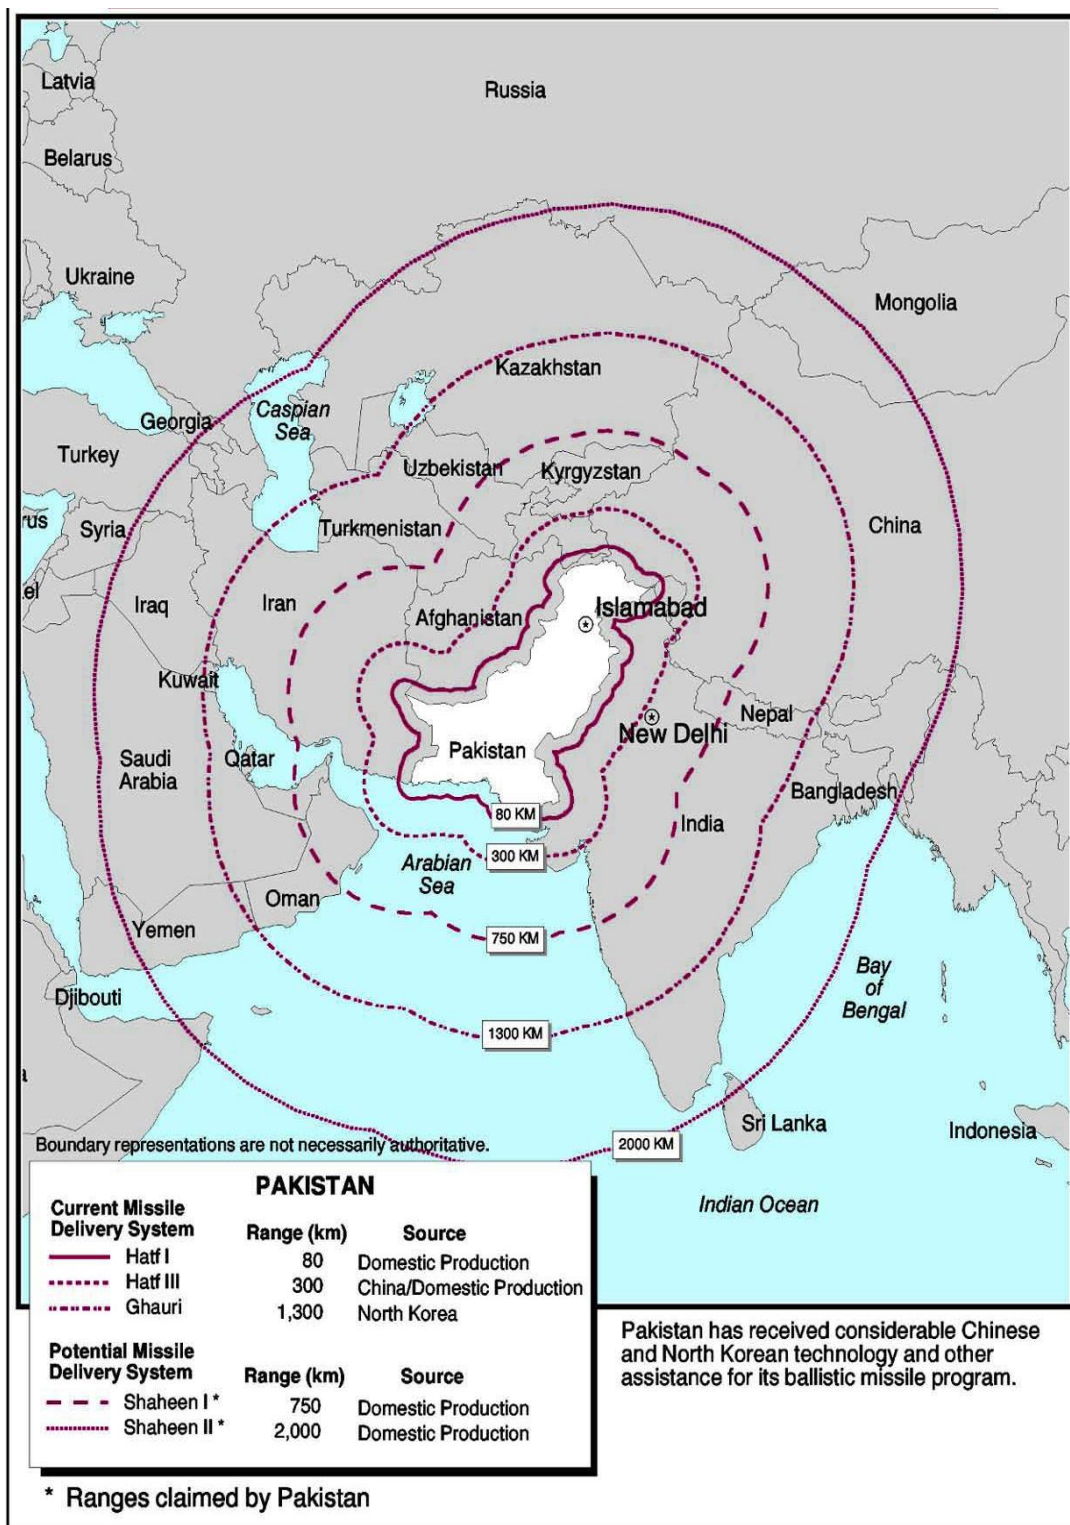 Latvia
Russia
Belarus
Ukraine
Mongolia
Kazakhstan
Georgia
Caspian
Sea
Turkey
Uzbekistan
Kyrgyzstan
rus
Syria
Turkmenistan
China
el
Iraq
Iran
Afghanistan
Islamabad
Kuwait
New Delhi
Nepal
Pakistan
Saudi
Arabia
Qatar
Bangladesh
80 KM
India
300 KM
Arabian
Sea
Oman
Yemen
750 KM
Bay
of
Bengal
Djibouti
1300 KM
a
Sri Lanka
Indonesia
2000 KM
Boundary representations are not necessarily authoritative.
Indian Ocean
PAKISTAN
Current Missile
Delivery System Range (km) Source
Hatf I 80 Domestic Production
Hatf III 300 China/Domestic Production
Ghauri 1,300 North Korea
Potential Missile
Delivery System Range (km) Source
Shaheen I * 750 Domestic Production
Shaheen II * 2,000 Domestic Production
Pakistan has received considerable Chinese
and North Korean technology and other
assistance for its ballistic missile program.
* Ranges claimed by Pakistan